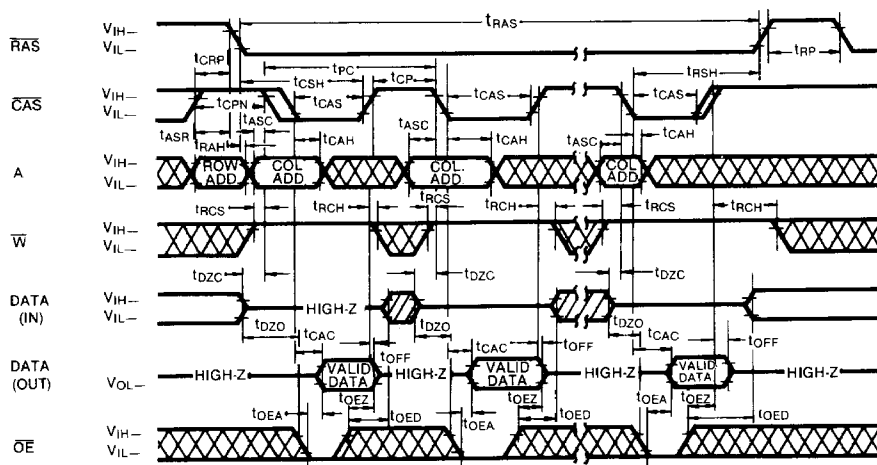 tRAS
RAS VIH—
VIL—
tCRP tRP
tPC
tCSH tCP tRSH
CAS VIH—
VIL—
tCPN tCAS tCAS tCAS
tASC
tASR tASC tASC
tRAH tCAH tCAH tCAH
A VIH—
VIL—
ROW ADD. COL ADD. COL. ADD. COL ADD.
tRCS tRCH tRCS tRCS tRCH
W VIH—
VIL—
tDZC tDZC tDZC
DATA (IN) VIH—
VIL—
HIGH-Z
tDZO tDZO tDZO
tCAC tCAC tCAC
tOFF tOFF tOFF
DATA (OUT) VOL—
HIGH-Z VALID DATA HIGH-Z VALID DATA HIGH-Z VALID DATA HIGH-Z
tOEZ tOEZ tOEZ
tOEA tOED tOEA tOED tOEA tOED
OE VIH—
VIL—